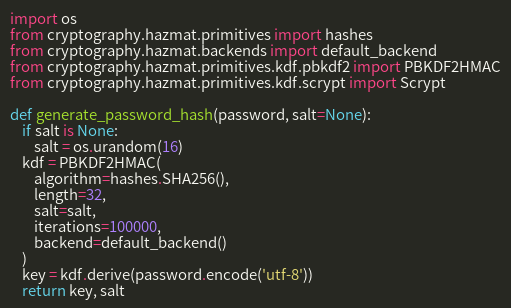 import os
from cryptography.hazmat.primitives import hashes
from cryptography.hazmat.backends import default_backend
from cryptography.hazmat.primitives.kdf.pbkdf2 import PBKDF2HMAC
from cryptography.hazmat.primitives.kdf.scrypt import Scrypt

def generate_password_hash(password, salt=None):
    if salt is None:
        salt = os.urandom(16)
    kdf = PBKDF2HMAC(
        algorithm=hashes.SHA256(),
        length=32,
        salt=salt,
        iterations=100000,
        backend=default_backend()
    )
    key = kdf.derive(password.encode('utf-8'))
    return key, salt